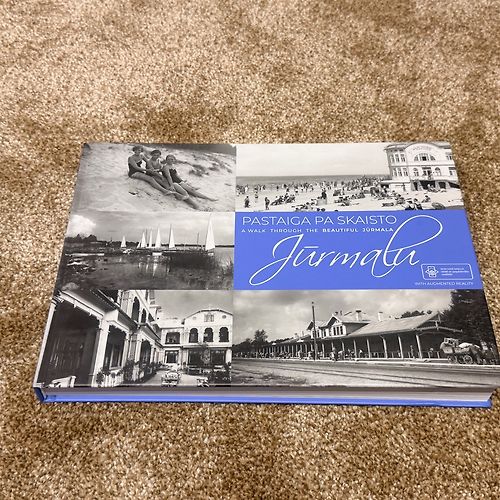 PASTAIGA PA SKAISTO
A WALK THROUGH THE BEAUTIFUL JŪRMALA
Jūrmalu
WITH AUGMENTED REALITY